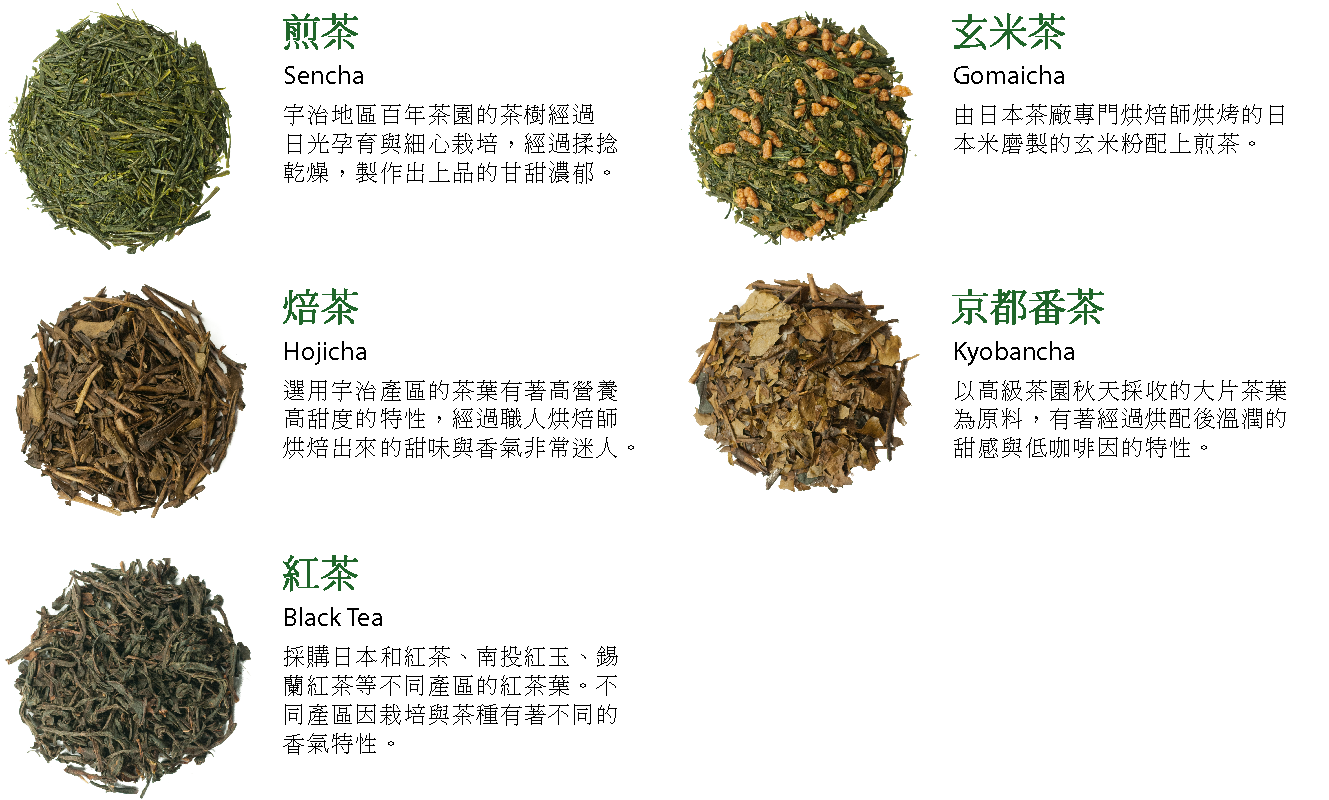 煎茶
Sencha
宇治地區百年茶園的茶樹經過
日光孕育與細心栽培，經過揉捻
乾燥，製作出上品的甘甜濃郁。
玄米茶
Gomaicha
由日本茶廠專門烘焙師烘烤的日
本米磨製的玄米粉配上煎茶。
焙茶
Hojicha
選用宇治產區的茶葉有著高營養
高甜度的特性，經過職人烘焙師
烘焙出來的甜味與香氣非常迷人。
京都番茶
Kyobancha
以高級茶園秋天採收的大片茶葉
為原料，有著經過烘配後溫潤的
甜感與低咖啡因的特性。
紅茶
Black Tea
採購日本和紅茶、南投紅玉、錫
蘭紅茶等不同產區的紅茶葉。不
同產區因栽培與茶種有著不同的
香氣特性。